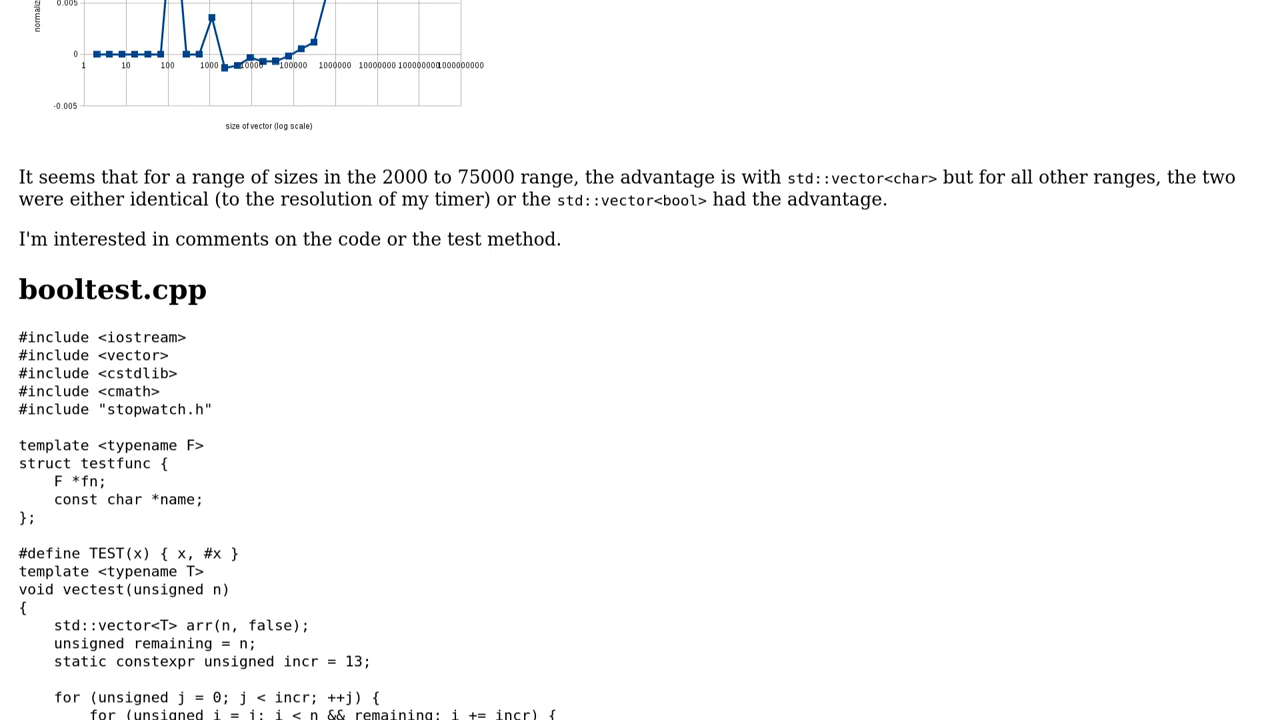 0.005
normaliz
0
1 10 100 1000 10000 100000 1000000 10000000 100000000 1000000000
-0.005
size of vector (log scale)
It seems that for a range of sizes in the 2000 to 75000 range, the advantage is with std::vector<char> but for all other ranges, the two
were either identical (to the resolution of my timer) or the std::vector<bool> had the advantage.
I'm interested in comments on the code or the test method.
booltest.cpp
#include <iostream>
#include <vector>
#include <cstdlib>
#include <cmath>
#include "stopwatch.h"
template <typename F>
struct testfunc {
    F *fn;
    const char *name;
};
#define TEST(x) { x, #x }
template <typename T>
void vectest(unsigned n)
{
    std::vector<T> arr(n, false);
    unsigned remaining = n;
    static constexpr unsigned incr = 13;
    for (unsigned j = 0; j < incr; ++j) {
        for (unsigned i = j; i < n && remaining; i += incr) {